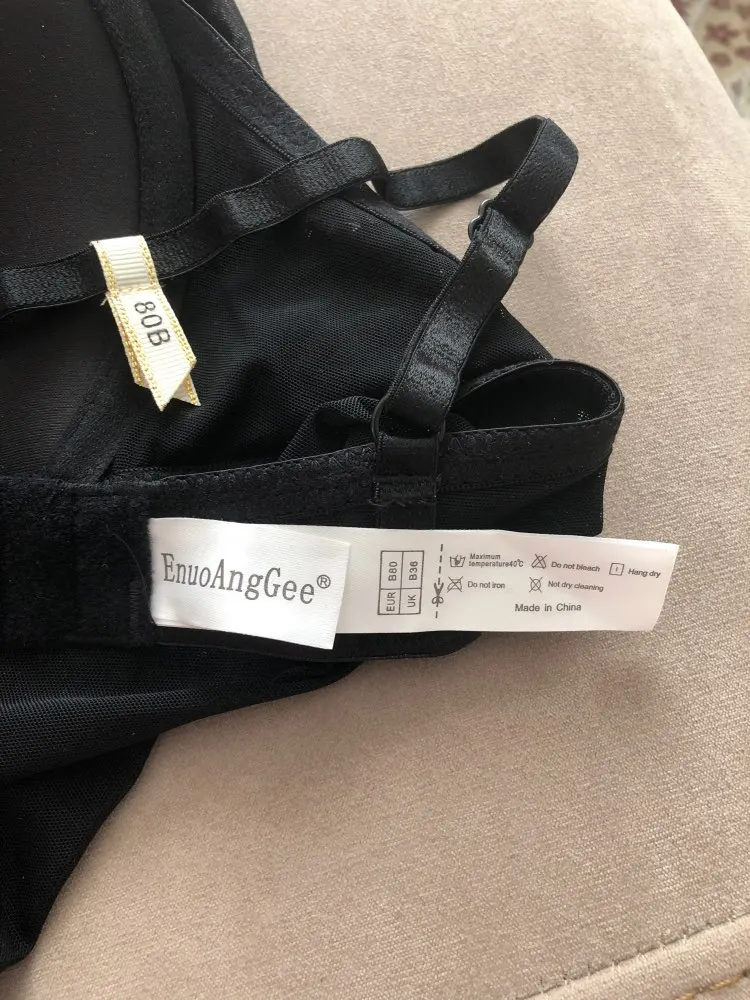 80B
EnuoAngGee®
EUR B80
UK B36
Maximum
temperature40℃
Do not bleach
Hang dry
Do not iron
Not dry cleaning
Made in China